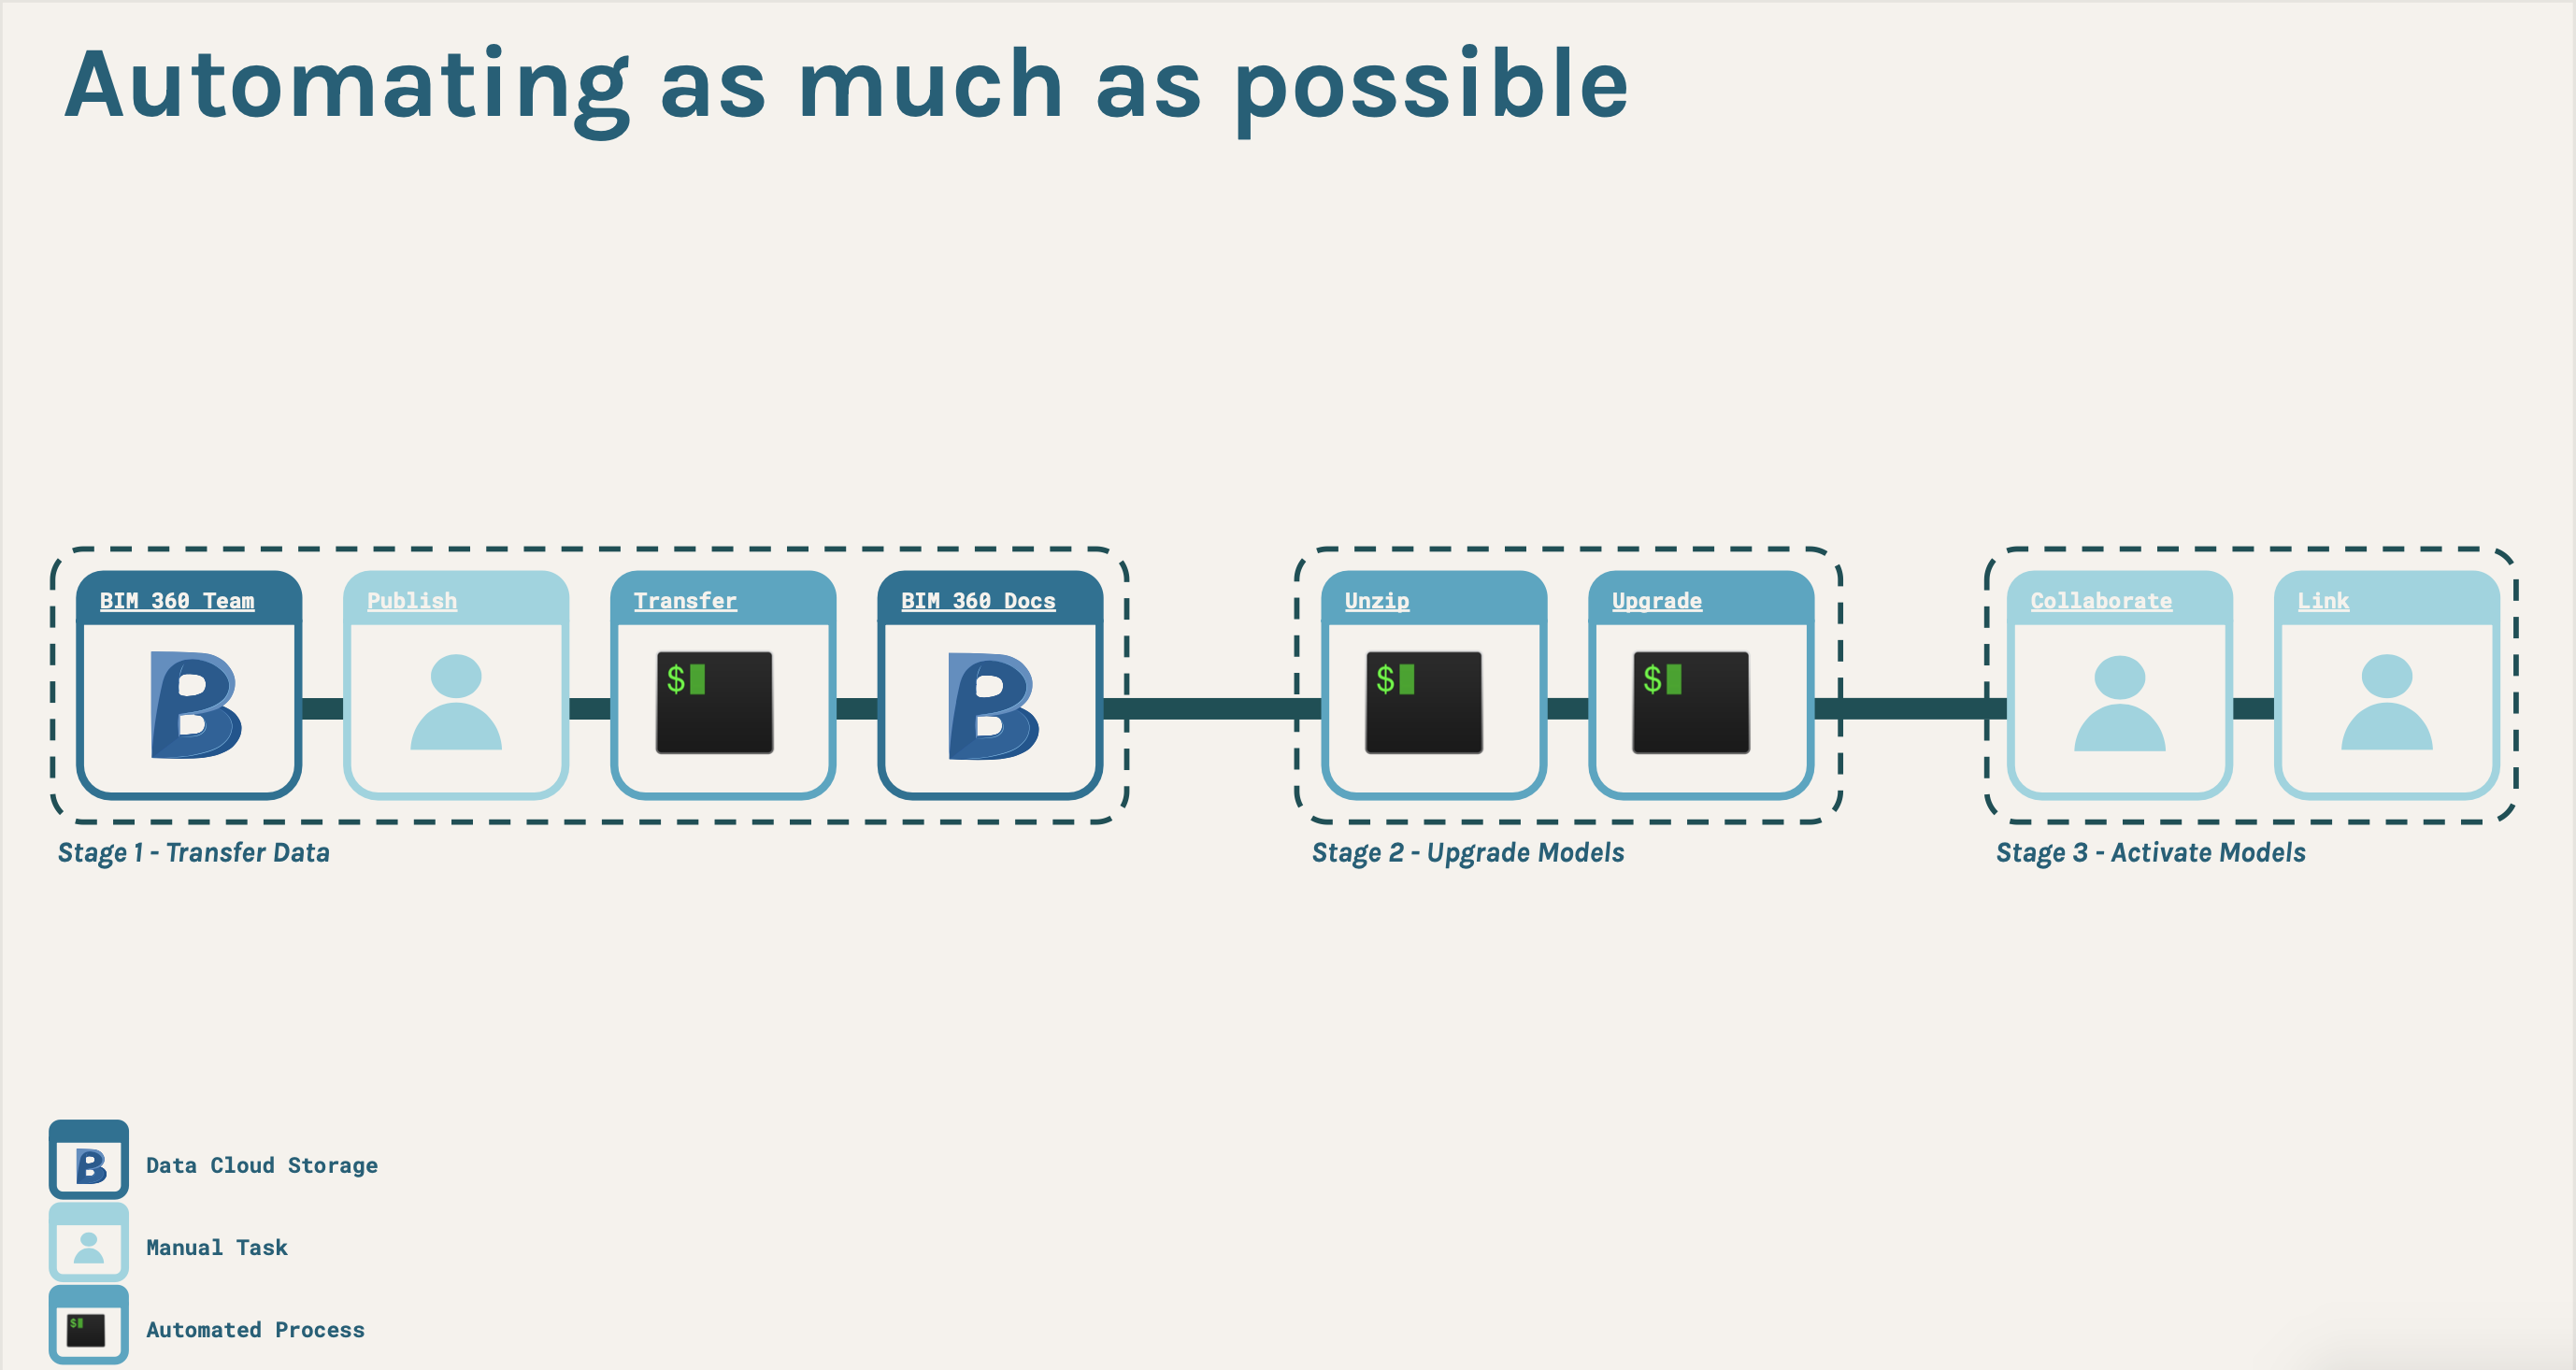 Automating as much as possible
BIM 360 Team
Publish
Transfer
BIM 360 Docs
Unzip
Upgrade
Collaborate
Link
$
$
$
Stage 1 - Transfer Data
Stage 2 - Upgrade Models
Stage 3 - Activate Models
Data Cloud Storage
Manual Task
$
Automated Process